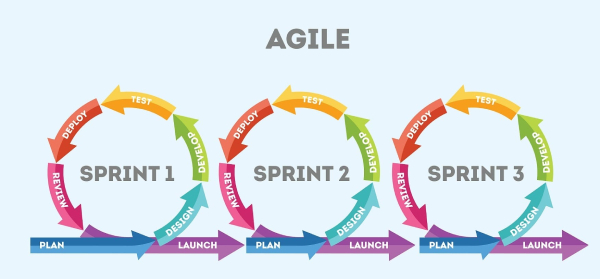 AGILE
SPRINT 1
PLAN
DESIGN
DEVELOP
TEST
DEPLOY
REVIEW
LAUNCH
SPRINT 2
PLAN
DESIGN
DEVELOP
TEST
DEPLOY
REVIEW
LAUNCH
SPRINT 3
PLAN
DESIGN
DEVELOP
TEST
DEPLOY
REVIEW
LAUNCH